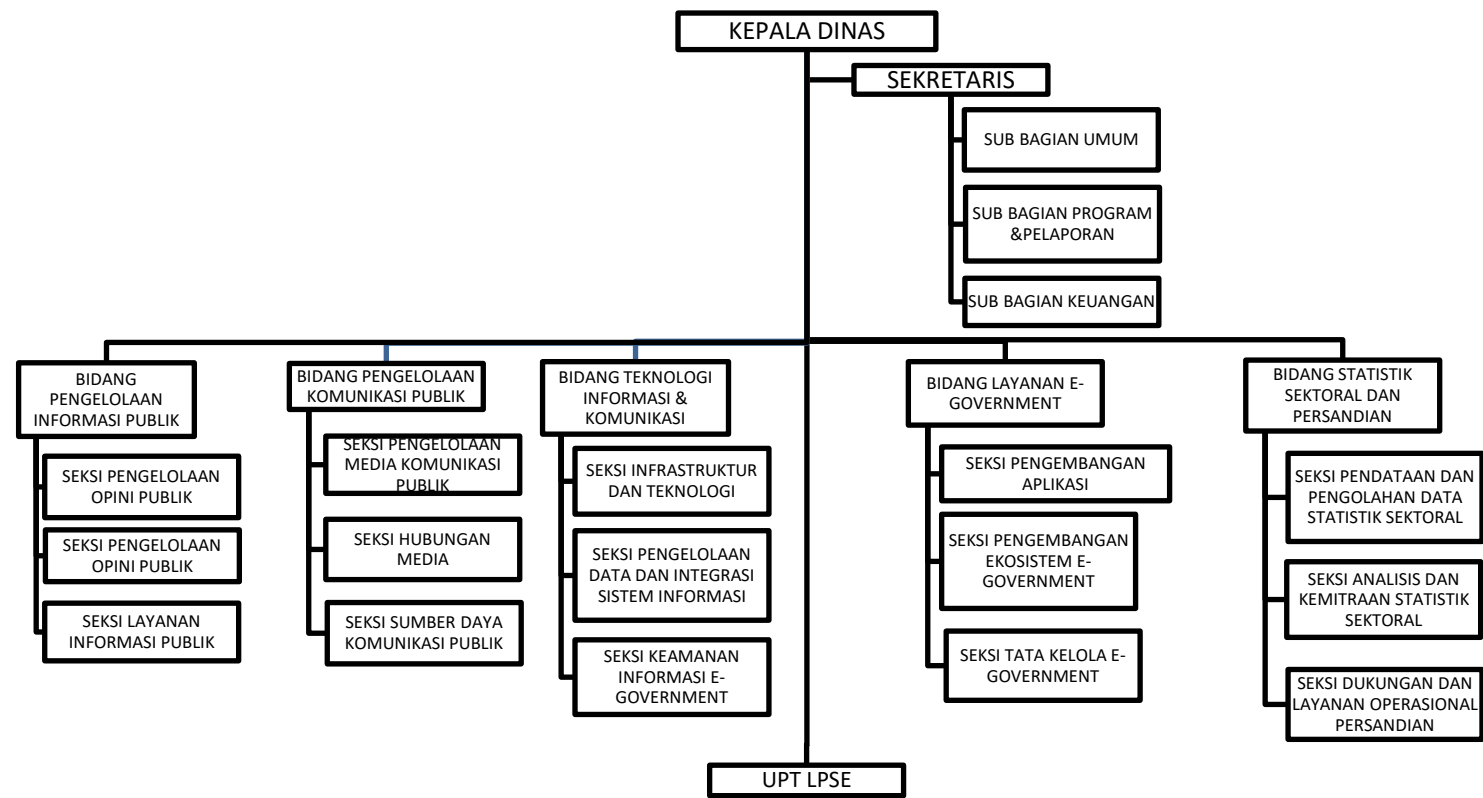 KEPALA DINAS
SEKRETARIS
SUB BAGIAN UMUM
SUB BAGIAN PROGRAM
&PELAPORAN
SUB BAGIAN KEUANGAN
BIDANG
PENGELOLAAN
INFORMASI PUBLIK
SEKSI PENGELOLAAN
OPINI PUBLIK
SEKSI PENGELOLAAN
OPINI PUBLIK
SEKSI LAYANAN
INFORMASI PUBLIK
BIDANG PENGELOLAAN
KOMUNIKASI PUBLIK
SEKSI PENGELOLAAN
MEDIA KOMUNIKASI
PUBLIK
SEKSI HUBUNGAN
MEDIA
SEKSI SUMBER DAYA
KOMUNIKASI PUBLIK
BIDANG TEKNOLOGI
INFORMASI &
KOMUNIKASI
SEKSI INFRASTRUKTUR
DAN TEKNOLOGI
SEKSI PENGELOLAAN
DATA DAN INTEGRASI
SISTEM INFORMASI
SEKSI KEAMANAN
INFORMASI E-
GOVERNMENT
BIDANG LAYANAN E-
GOVERNMENT
SEKSI PENGEMBANGAN
APLIKASI
SEKSI PENGEMBANGAN
EKOSISTEM E-
GOVERNMENT
SEKSI TATA KELOLA E-
GOVERNMENT
BIDANG STATISTIK
SEKTORAL DAN
PERSANDIAN
SEKSI PENDATAAN DAN
PENGOLAHAN DATA
STATISTIK SEKTORAL
SEKSI ANALISIS DAN
KEMITRAAN STATISTIK
SEKTORAL
SEKSI DUKUNGAN DAN
LAYANAN OPERASIONAL
PERSANDIAN
UPT LPSE